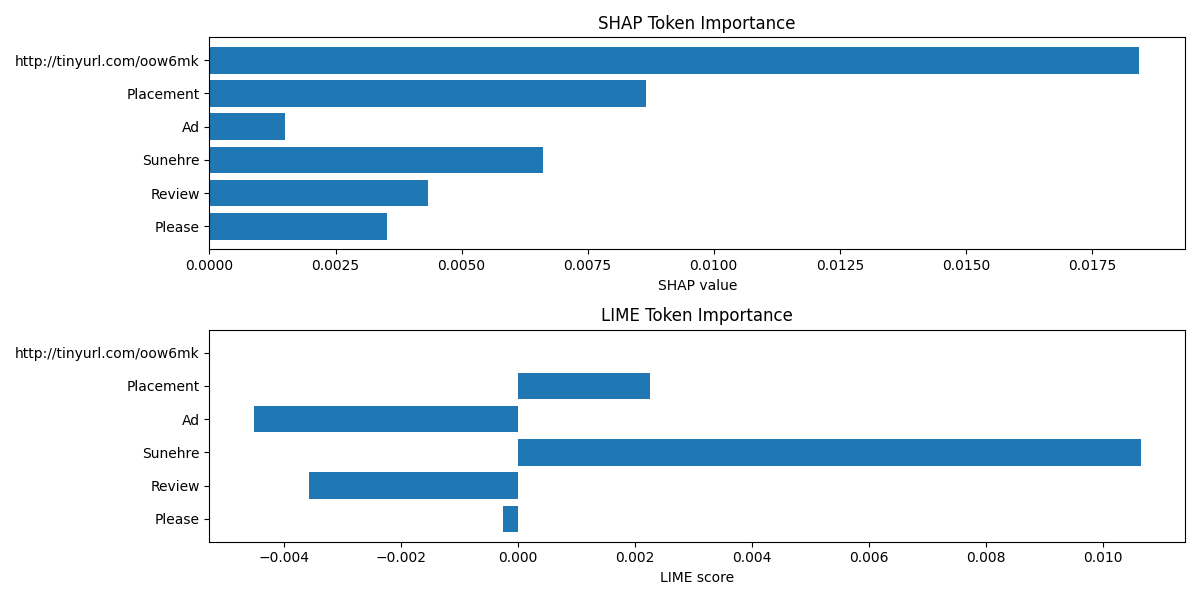 SHAP Token Importance
http://tinyurl.com/oow6mk
Placement
Ad
Sunehre
Review
Please
0.0000 0.0025 0.0050 0.0075 0.0100 0.0125 0.0150 0.0175
SHAP value
LIME Token Importance
http://tinyurl.com/oow6mk
Placement
Ad
Sunehre
Review
Please
−0.004 −0.002 0.000 0.002 0.004 0.006 0.008 0.010
LIME score